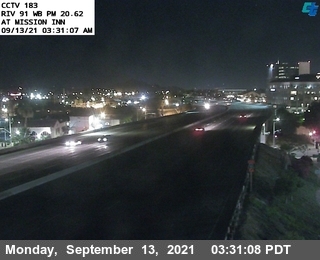 CCTV 183
RIV 91 WB PM 20.62
AT MISSION INN
09/13/21 03:31:07 AM
Monday, September 13, 2021 03:31:08 PDT